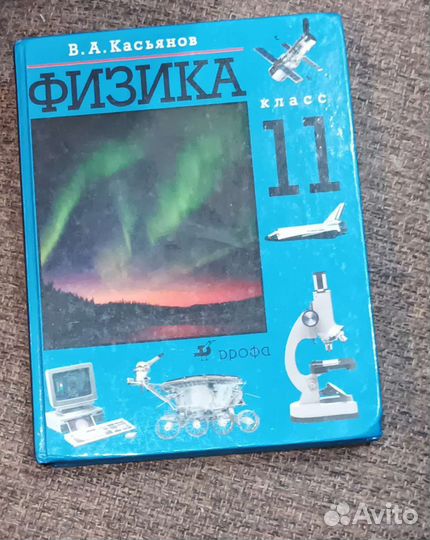 В.А.Касьянов
ФИЗИКА
класс
11
дрофа
Avito